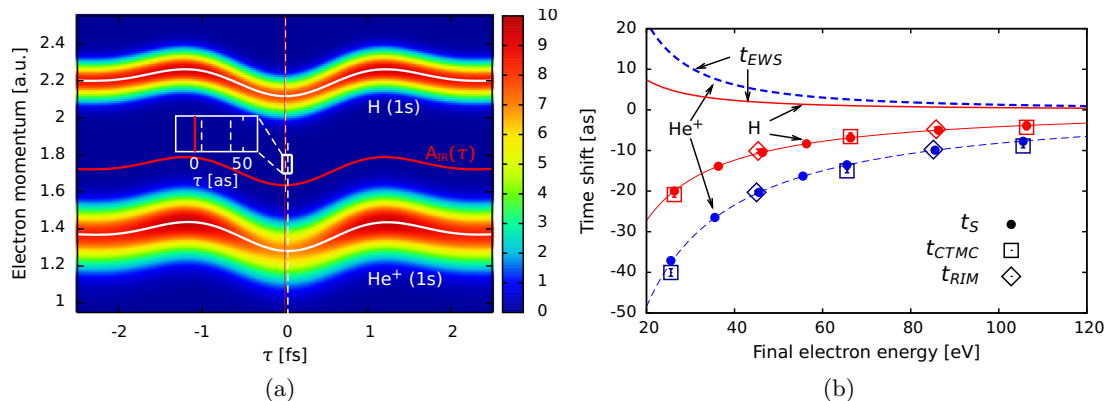 2.4
2.2
2
1.8
1.6
1.4
1.2
1
Electron momentum [a.u.]
H (1s)
A_IR(τ)
0 50
τ [as]
He⁺ (1s)
-2 -1 0 1 2
τ [fs]
10
9
8
7
6
5
4
3
2
1
0
(a)
20
10
0
-10
-20
-30
-40
-50
Time shift [as]
t_EWS
He⁺
H
t_S
t_CTMC
t_RIM
20 40 60 80 100 120
Final electron energy [eV]
(b)